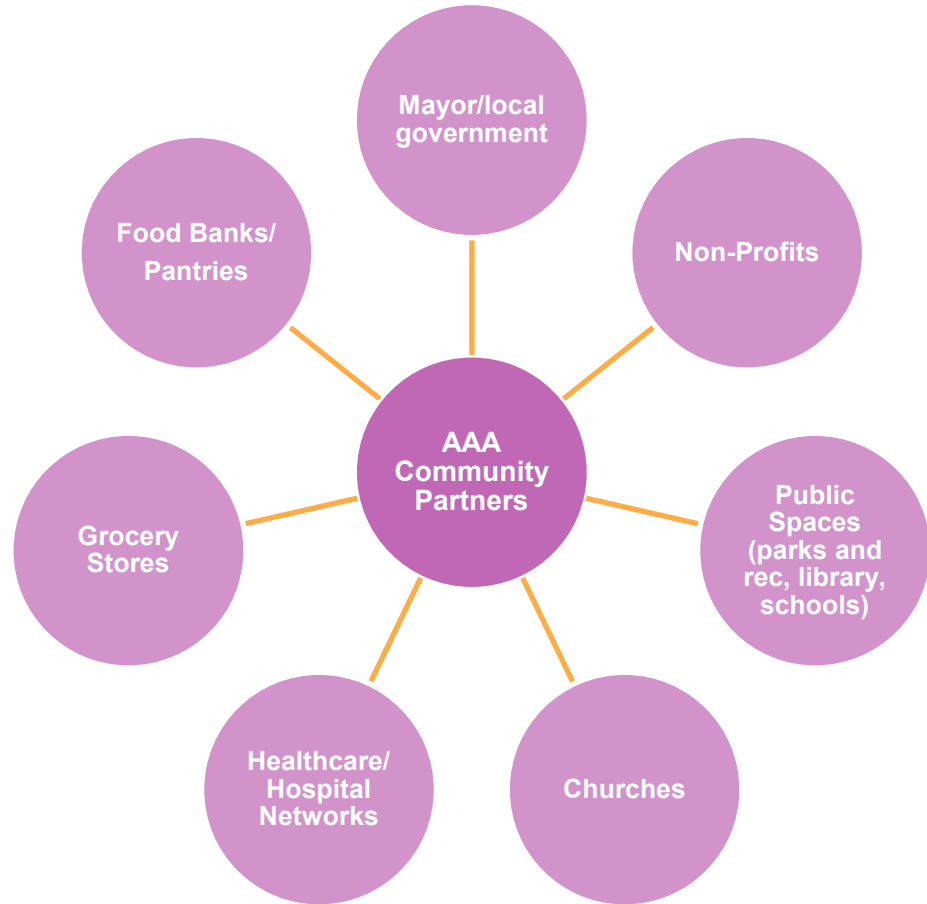 Mayor/local
government
Non-Profits
Public
Spaces
(parks and
rec, library,
schools)
Churches
Healthcare/
Hospital
Networks
Grocery
Stores
Food Banks/
Pantries
AAA
Community
Partners